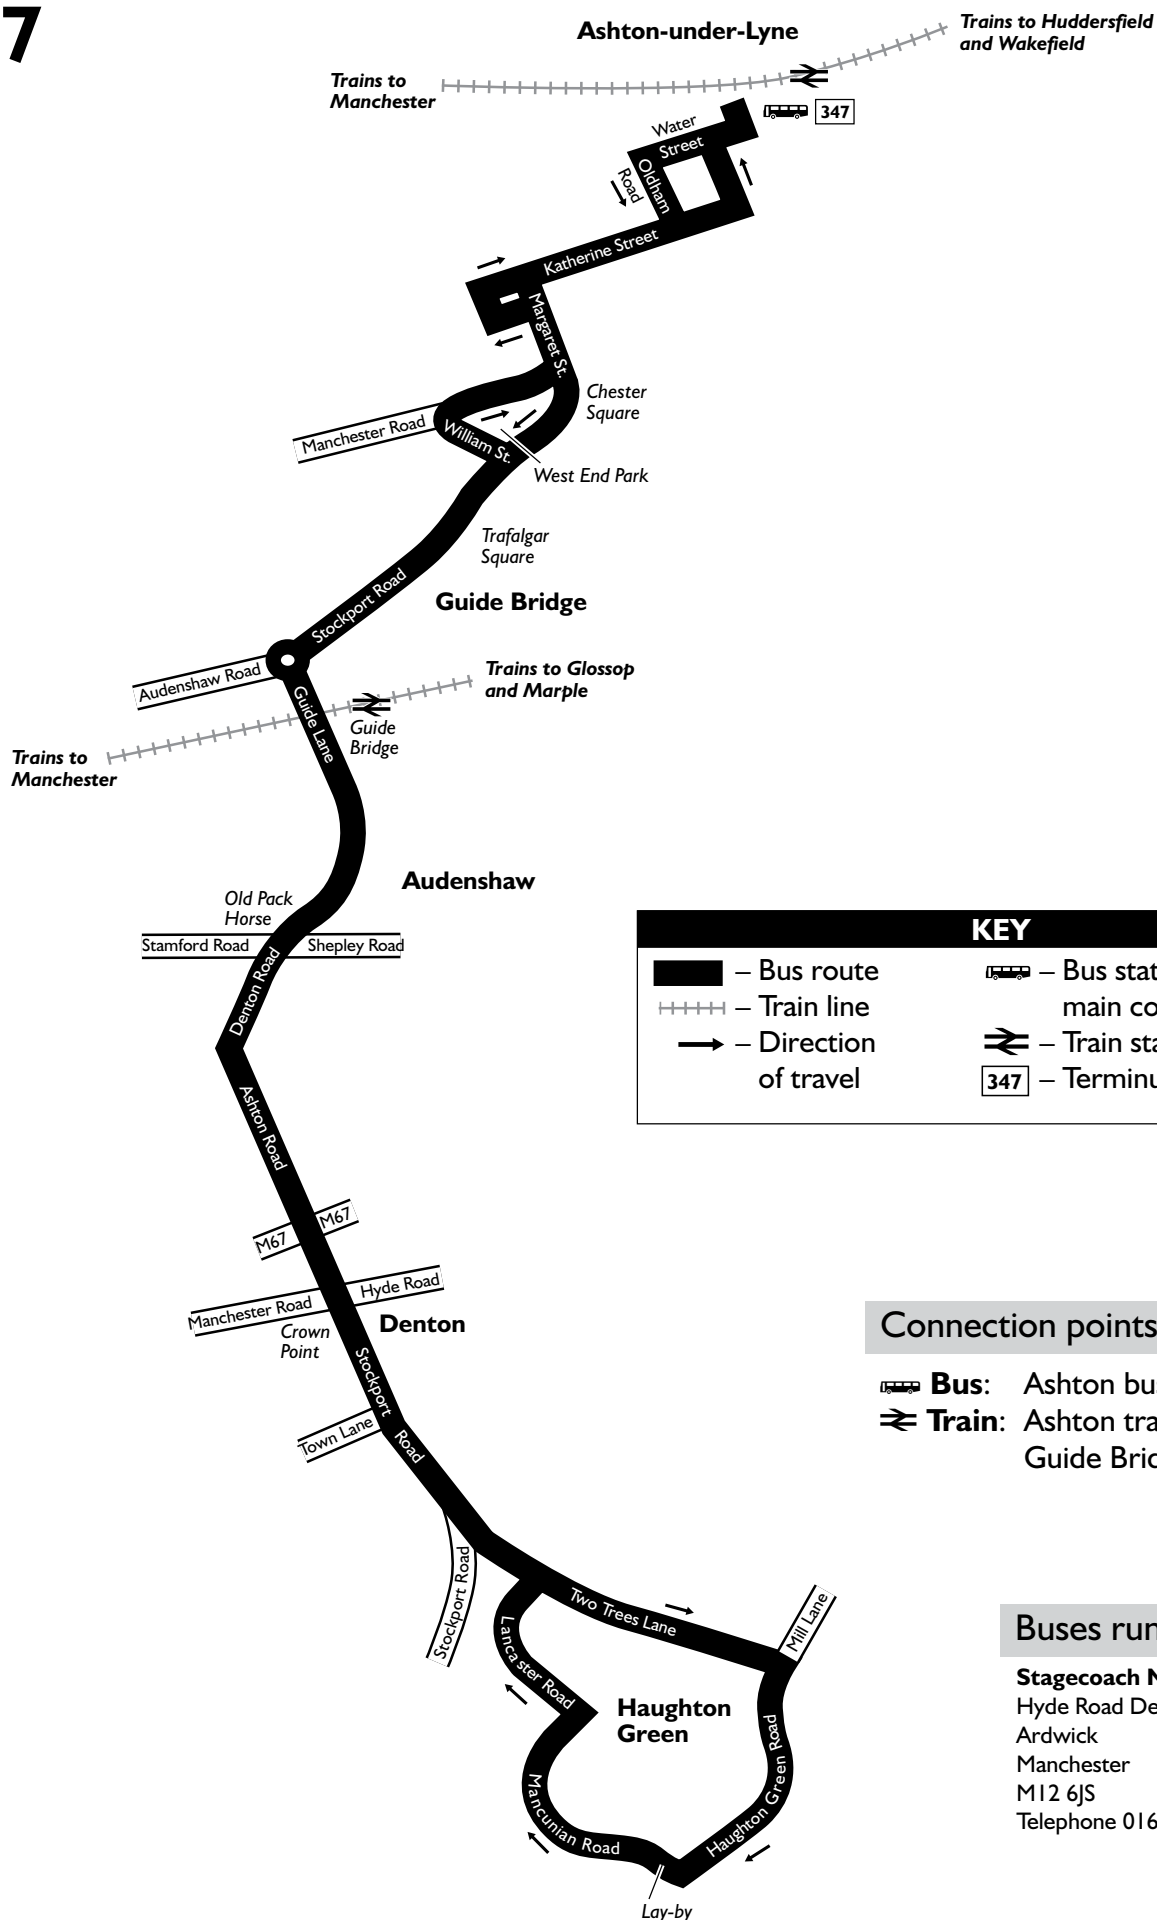 7
Ashton-under-Lyne
Trains to Huddersfield
and Wakefield
Trains to
Manchester
347
Water
Street
Oldham
Road
Katherine Street
Margaret St.
Chester
Square
Manchester Road
William St.
West End Park
Trafalgar
Square
Stockport Road
Guide Bridge
Audenshaw Road
Trains to Glossop
and Marple
Guide Lane
Guide
Bridge
Trains to
Manchester
Audenshaw
Old Pack
Horse
Stamford Road
Shepley Road
Denton Road
KEY
– Bus route
– Train line
– Direction
of travel
– Bus stat
main co
– Train sta
347 – Terminu
Ashton Road
M67
M67
Hyde Road
Manchester Road
Denton
Crown
Point
Stockport
Road
Town Lane
Connection points
Bus: Ashton bu
Train: Ashton tra
Guide Brid
Stockport Road
Two Trees Lane
Mill Lane
Lancaster Road
Haughton
Green
Haughton Green Road
Mancunian Road
Lay-by
Buses run
Stagecoach M
Hyde Road De
Ardwick
Manchester
M12 6JS
Telephone 016